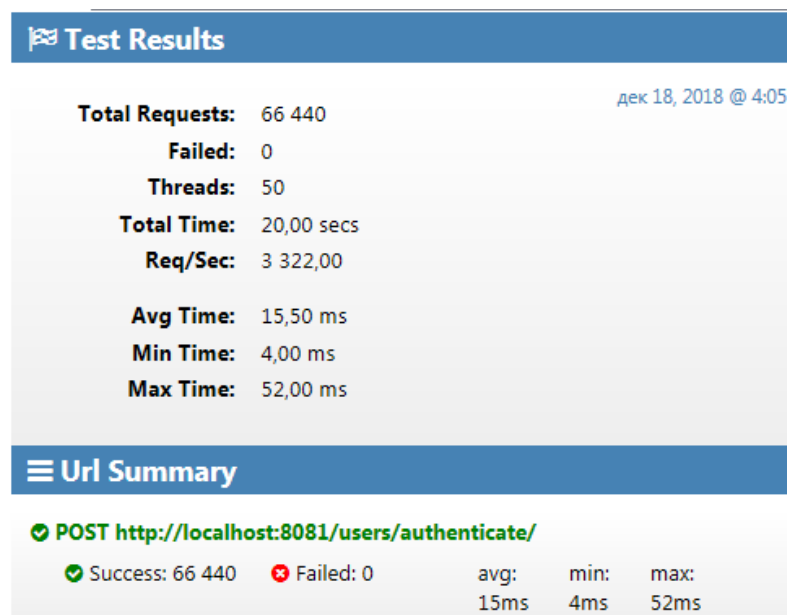 Test Results
дек 18, 2018 @ 4:05
Total Requests: 66 440
Failed: 0
Threads: 50
Total Time: 20,00 secs
Req/Sec: 3 322,00
Avg Time: 15,50 ms
Min Time: 4,00 ms
Max Time: 52,00 ms
Url Summary
POST http://localhost:8081/users/authenticate/
Success: 66 440 Failed: 0 avg: min: max:
15ms 4ms 52ms